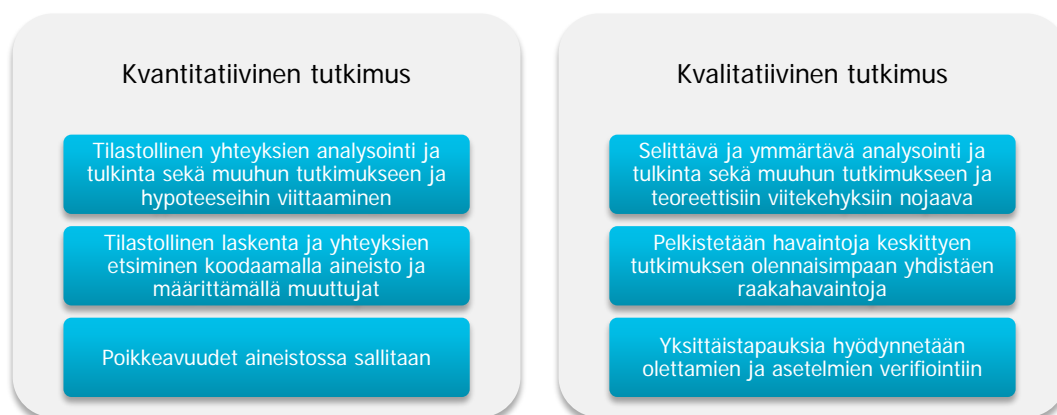 Kvantitatiivinen tutkimus
Tilastollinen yhteyksien analysointi ja
tulkinta sekä muuhun tutkimukseen ja
hypoteeseihin viittaaminen
Tilastollinen laskenta ja yhteyksien
etsiminen koodaamalla aineisto ja
määrittämällä muuttujat
Poikkeavuudet aineistossa sallitaan
Kvalitatiivinen tutkimus
Selittävä ja ymmärtävä analysointi ja
tulkinta sekä muuhun tutkimukseen ja
teoreettisiin viitekehyksiin nojaava
Pelkistetään havaintoja keskittyen
tutkimuksen olennaisimpaan yhdistäen
raakahavaintoja
Yksittäistapauksia hyödynnetään
olettamien ja asetelmien verifiointiin